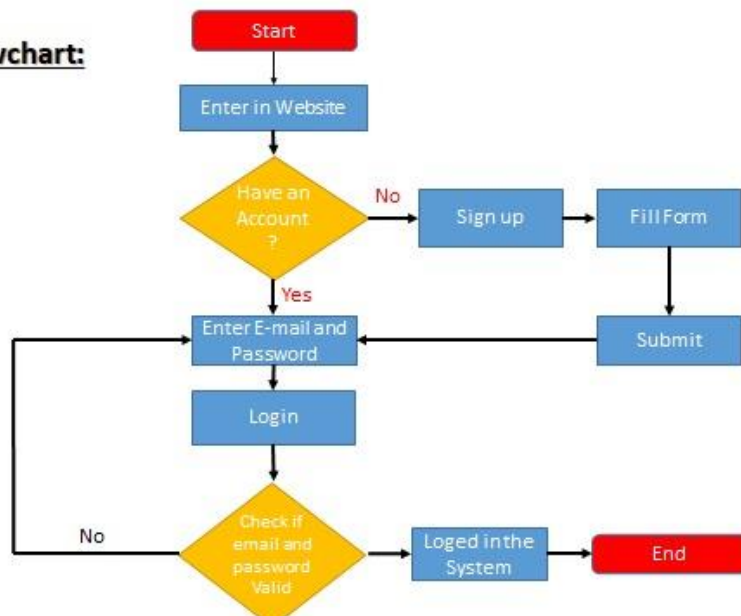 wchart:
Start
Enter in Website
Have an
Account
?
No
Sign up
Fill Form
Yes
Enter E-mail and
Password
Submit
Login
No
Check if
email and
password
Valid
Loged in the
System
End